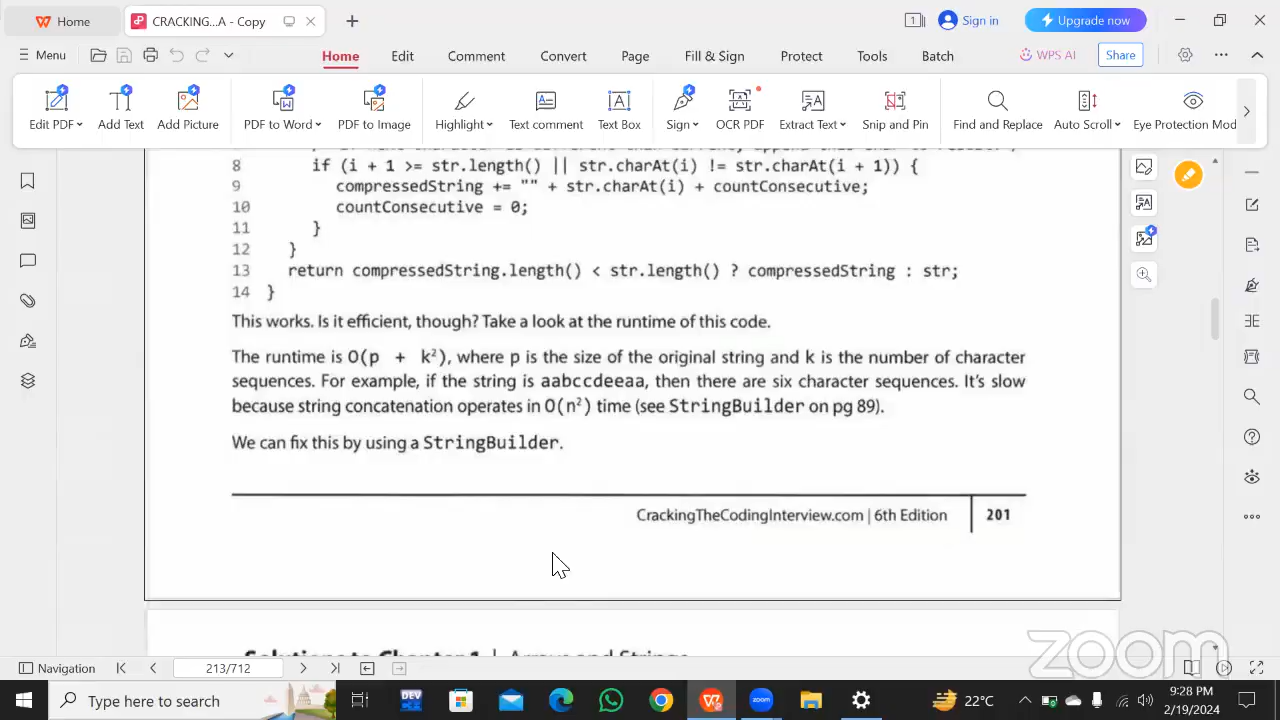 Home
CRACKING...A - Copy
Sign in
Upgrade now
Menu
Home Edit Comment Convert Page Fill & Sign Protect Tools Batch
WPS AI
Share
Edit PDF Add Text Add Picture PDF to Word PDF to Image Highlight Text comment Text Box Sign OCR PDF Extract Text Snip and Pin Find and Replace Auto Scroll Eye Protection Mod
8 if (i + 1 >= str.length() || str.charAt(i) != str.charAt(i + 1)) {
9 compressedString += "" + str.charAt(i) + countConsecutive;
10 countConsecutive = 0;
11 }
12 }
13 return compressedString.length() < str.length() ? compressedString : str;
14 }
This works. Is it efficient, though? Take a look at the runtime of this code.
The runtime is O(p + k²), where p is the size of the original string and k is the number of character
sequences. For example, if the string is aabccdeeaa, then there are six character sequences. It's slow
because string concatenation operates in O(n²) time (see StringBuilder on pg 89).
We can fix this by using a StringBuilder.
CrackingTheCodingInterview.com | 6th Edition 201
Solutions to Chapter 1 | Arrays and Strings
zoom
Navigation 213/712
Type here to search
DEV
22°C
9:28 PM
2/19/2024